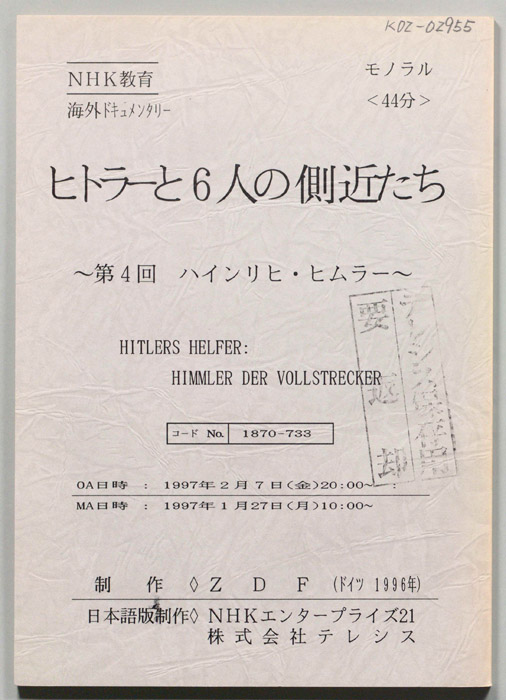 KDZ-02955
NHK教育
海外ドキュメンタリー
モノラル
＜44分＞
ヒトラーと6人の側近たち
～第4回 ハインリヒ・ヒムラー～
HITLERS HELFER:
HIMMLER DER VOLLSTRECKER
コード No. 1870-733
要返却
OA日時 : 1997年2月7日(金)20:00～ :
MA日時 : 1997年1月27日(月)10:00～
制作◇ZDF(ドイツ 1996年)
日本語版制作◇NHKエンタープライズ21
株式会社テレシス